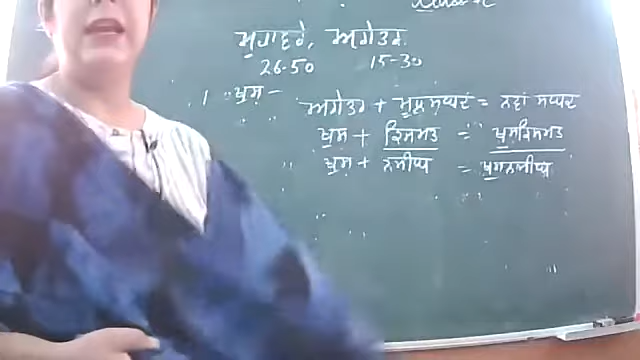 ਮੁਹਾਵਰੇ, ਅਗੇਤਰ
26-50 15-30
1 ਖੁਸ਼ -
ਅਗੇਤਰ + ਮੂਲ ਸ਼ਬਦ = ਨਵਾਂ ਸ਼ਬਦ
ਖੁਸ਼ + ਕਿਸਮਤ = ਖੁਸ਼ਕਿਸਮਤ
ਖੁਸ਼ + ਨਸੀਬ = ਖੁਸ਼ਨਸੀਬ